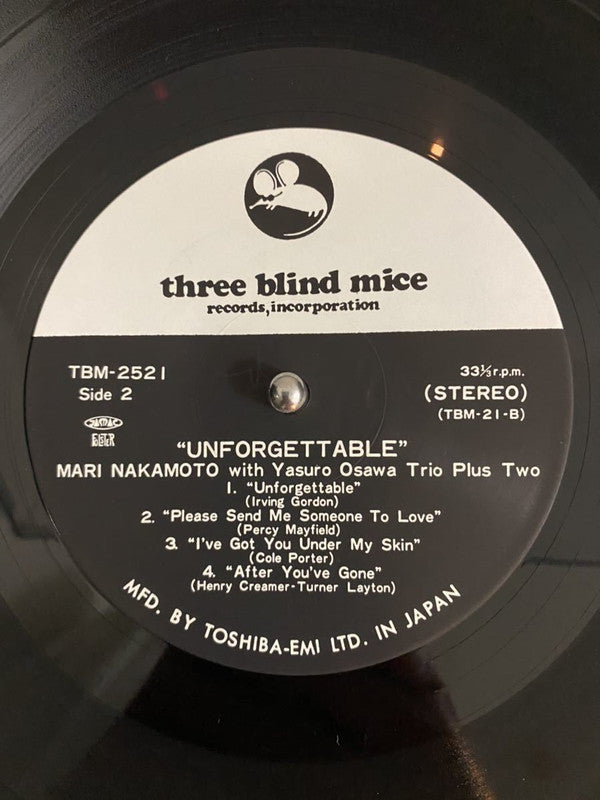 three blind mice
records, incorporation
TBM-2521
33⅓ r.p.m.
Side 2
(STEREO)
(TBM-21-B)
JASRAC
"UNFORGETTABLE"
MARI NAKAMOTO with Yasuro Osawa Trio Plus Two
1. "Unforgettable"
(Irving Gordon)
2. "Please Send Me Someone To Love"
(Percy Mayfield)
3. "I've Got You Under My Skin"
(Cole Porter)
4. "After You've Gone"
(Henry Creamer-Turner Layton)
MFD. BY TOSHIBA-EMI LTD. IN JAPAN